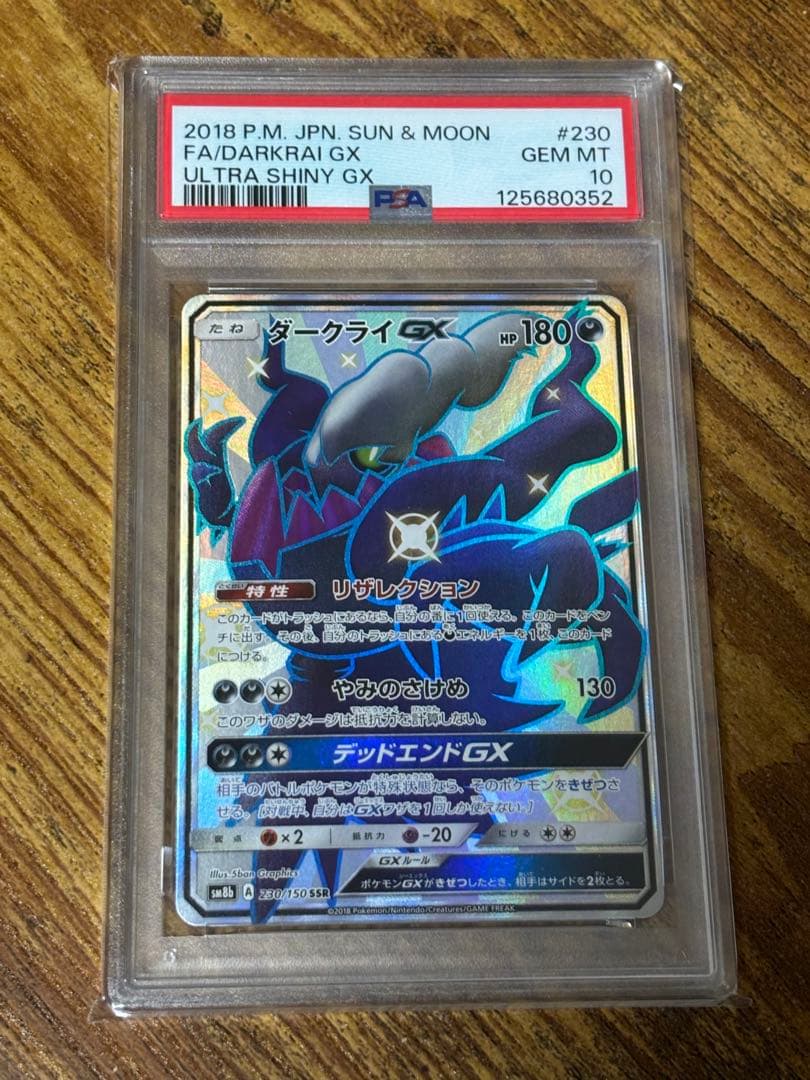 2018 P.M. JPN. SUN & MOON #230
FA/DARKRAI GX GEM MT
ULTRA SHINY GX 10
PSA 125680352
たね ダークライGX HP 180
特性 リザレクション
このカードがトラッシュにあるなら、自分の番に1回使える。このカードをベン
チに出す。その後、自分のトラッシュにあるエネルギーを1枚、このカード
につける。
やみのさけめ 130
このワザのダメージは抵抗力を計算しない。
デッドエンドGX
相手のバトルポケモンが特殊状態なら、そのポケモンをきぜつさ
せる。[対戦中、自分はGXワザを1回しか使えない。]
弱点 ×2 抵抗力 -20 にげる
GXルール
ポケモンGXがきぜつしたとき、相手はサイドを2枚とる。
Illus. 5ban Graphics
sm8b A 230/150 SSR
©2018 Pokémon/Nintendo/Creatures/GAME FREAK